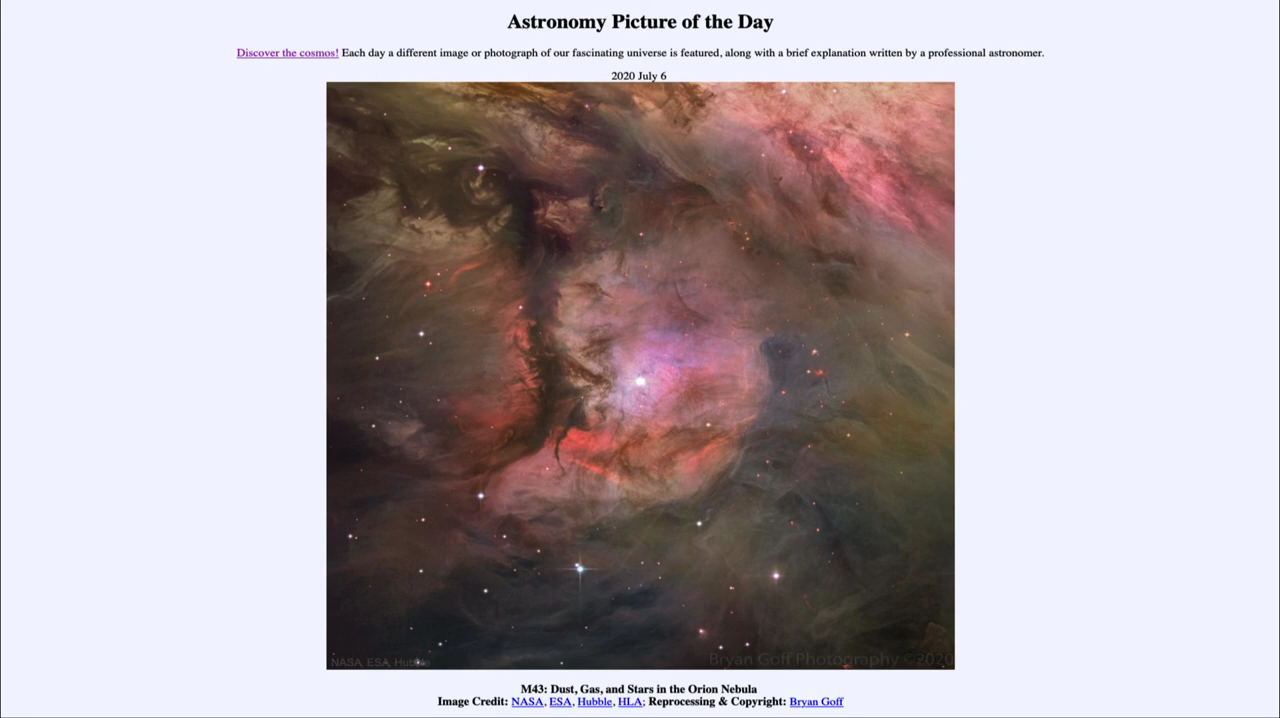 Astronomy Picture of the Day
Discover the cosmos! Each day a different image or photograph of our fascinating universe is featured, along with a brief explanation written by a professional astronomer.
2020 July 6
NASA, ESA, Hubble
Bryan Goff Photography ©2020
M43: Dust, Gas, and Stars in the Orion Nebula
Image Credit: NASA, ESA, Hubble, HLA; Reprocessing & Copyright: Bryan Goff